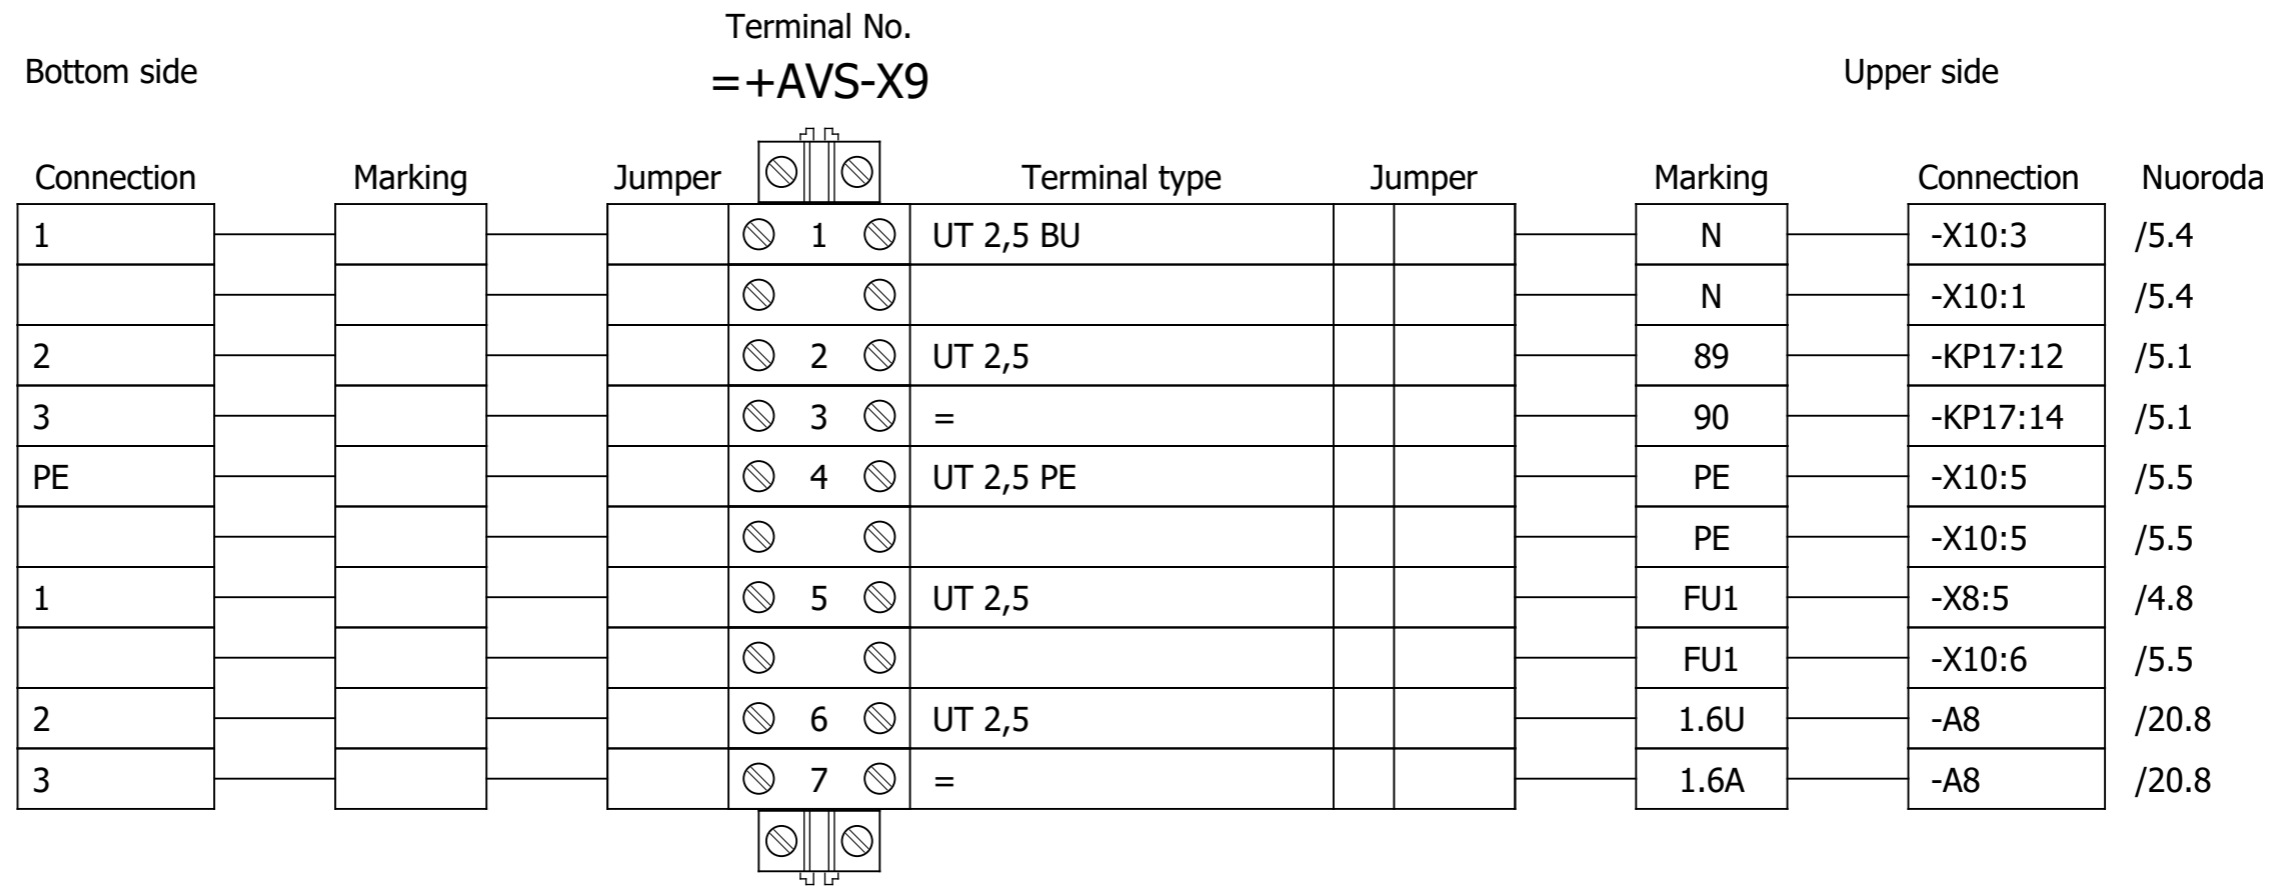 Terminal No.
Bottom side =+AVS-X9 Upper side
Connection Marking Jumper Terminal type Jumper Marking Connection Nuoroda
1 1 UT 2,5 BU N -X10:3 /5.4
N -X10:1 /5.4
2 2 UT 2,5 89 -KP17:12 /5.1
3 3 = 90 -KP17:14 /5.1
PE 4 UT 2,5 PE PE -X10:5 /5.5
PE -X10:5 /5.5
1 5 UT 2,5 FU1 -X8:5 /4.8
FU1 -X10:6 /5.5
2 6 UT 2,5 1.6U -A8 /20.8
3 7 = 1.6A -A8 /20.8